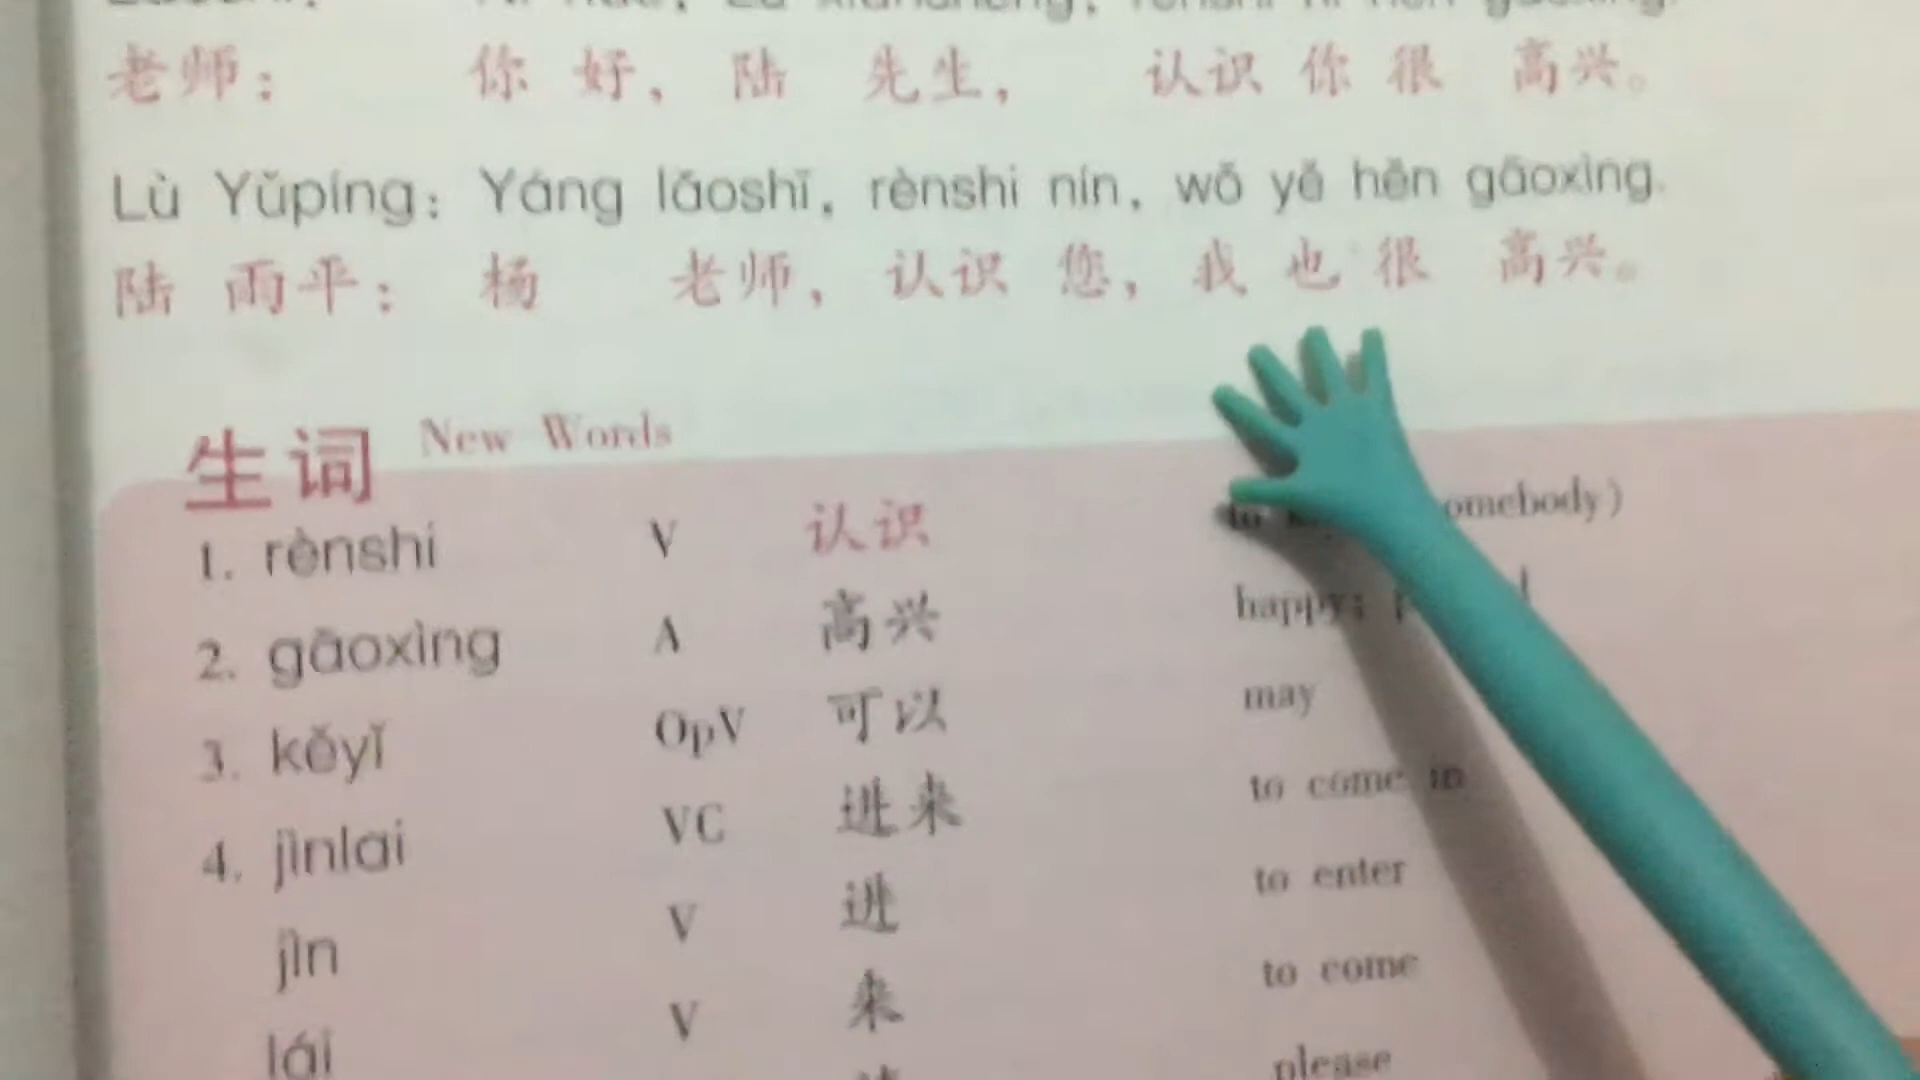 老师： 你 好， 陆 先生， 认识 你 很 高兴。
Lù Yǔpíng: Yáng lǎoshī, rènshi nín, wǒ yě hěn gāoxìng.
陆 雨平： 杨 老师， 认识 您， 我 也 很 高兴。
生词 New Words
1. rènshi V 认识 to omebody)
2. gāoxìng A 高兴 happy;
3. kěyǐ OpV 可以 may
4. jìnlai VC 进来 to come in
jìn V 进 to enter
lái V 来 to come
please